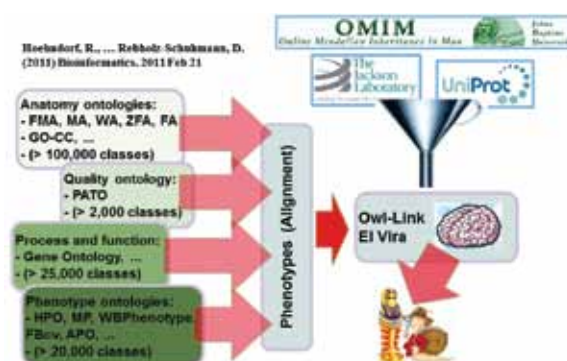 Hoehndorf, R., ... Rebholz-Schuhmann, D.
(2011) Bioinformatics. 2011 Feb 21
OMIM
Online Mendelian Inheritance in Man
Johns
Hopkins
University
The
Jackson
Laboratory
UniProt
Anatomy ontologies:
- FMA, MA, WA, ZFA, FA
- GO-CC, ...
- (> 100,000 classes)
Quality ontology:
- PATO
- (> 2,000 classes)
Process and function:
- Gene Ontology, ...
- (> 25,000 classes)
Phenotype ontologies:
- HPO, MP, WBPhenotype,
FBcv, APO, ...
- (> 20,000 classes)
Phenotypes (Alignment)
Owl-Link
El Vira